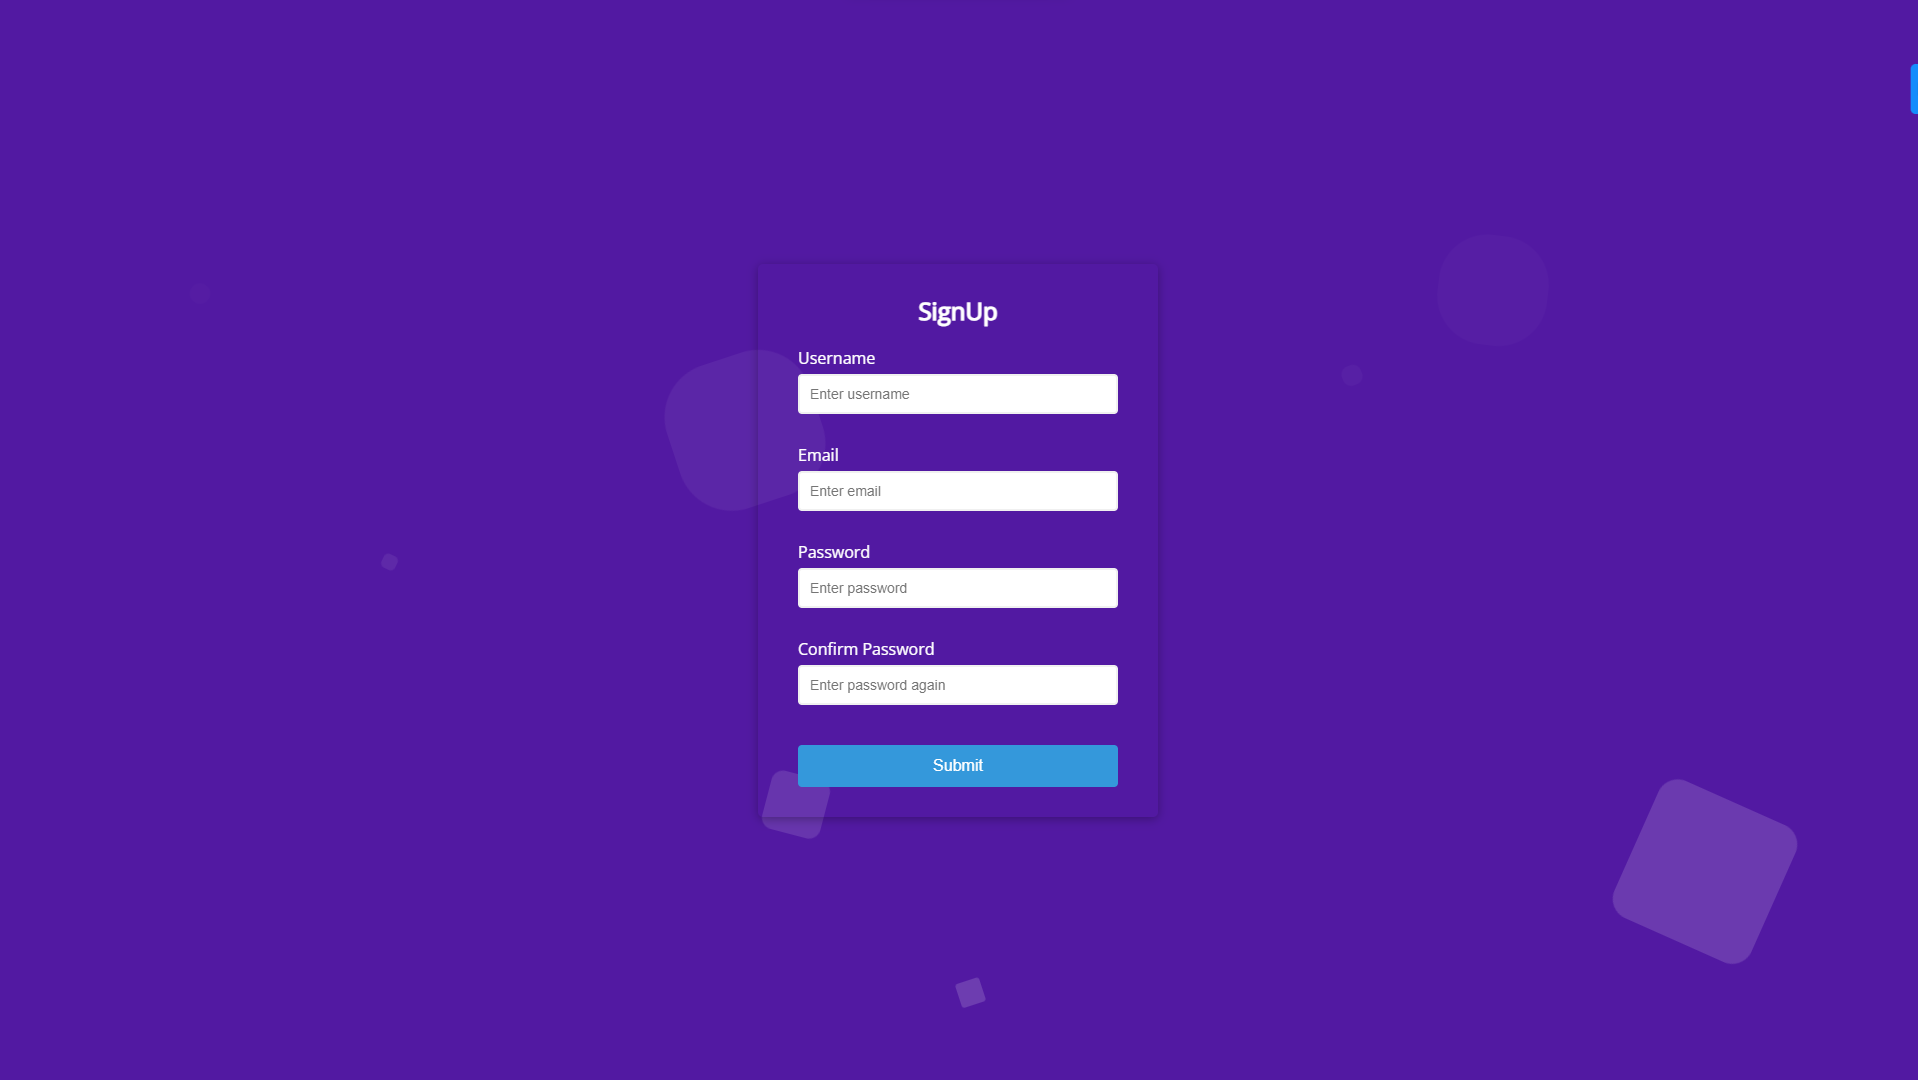 SignUp
Username
Enter username
Email
Enter email
Password
Enter password
Confirm Password
Enter password again
Submit